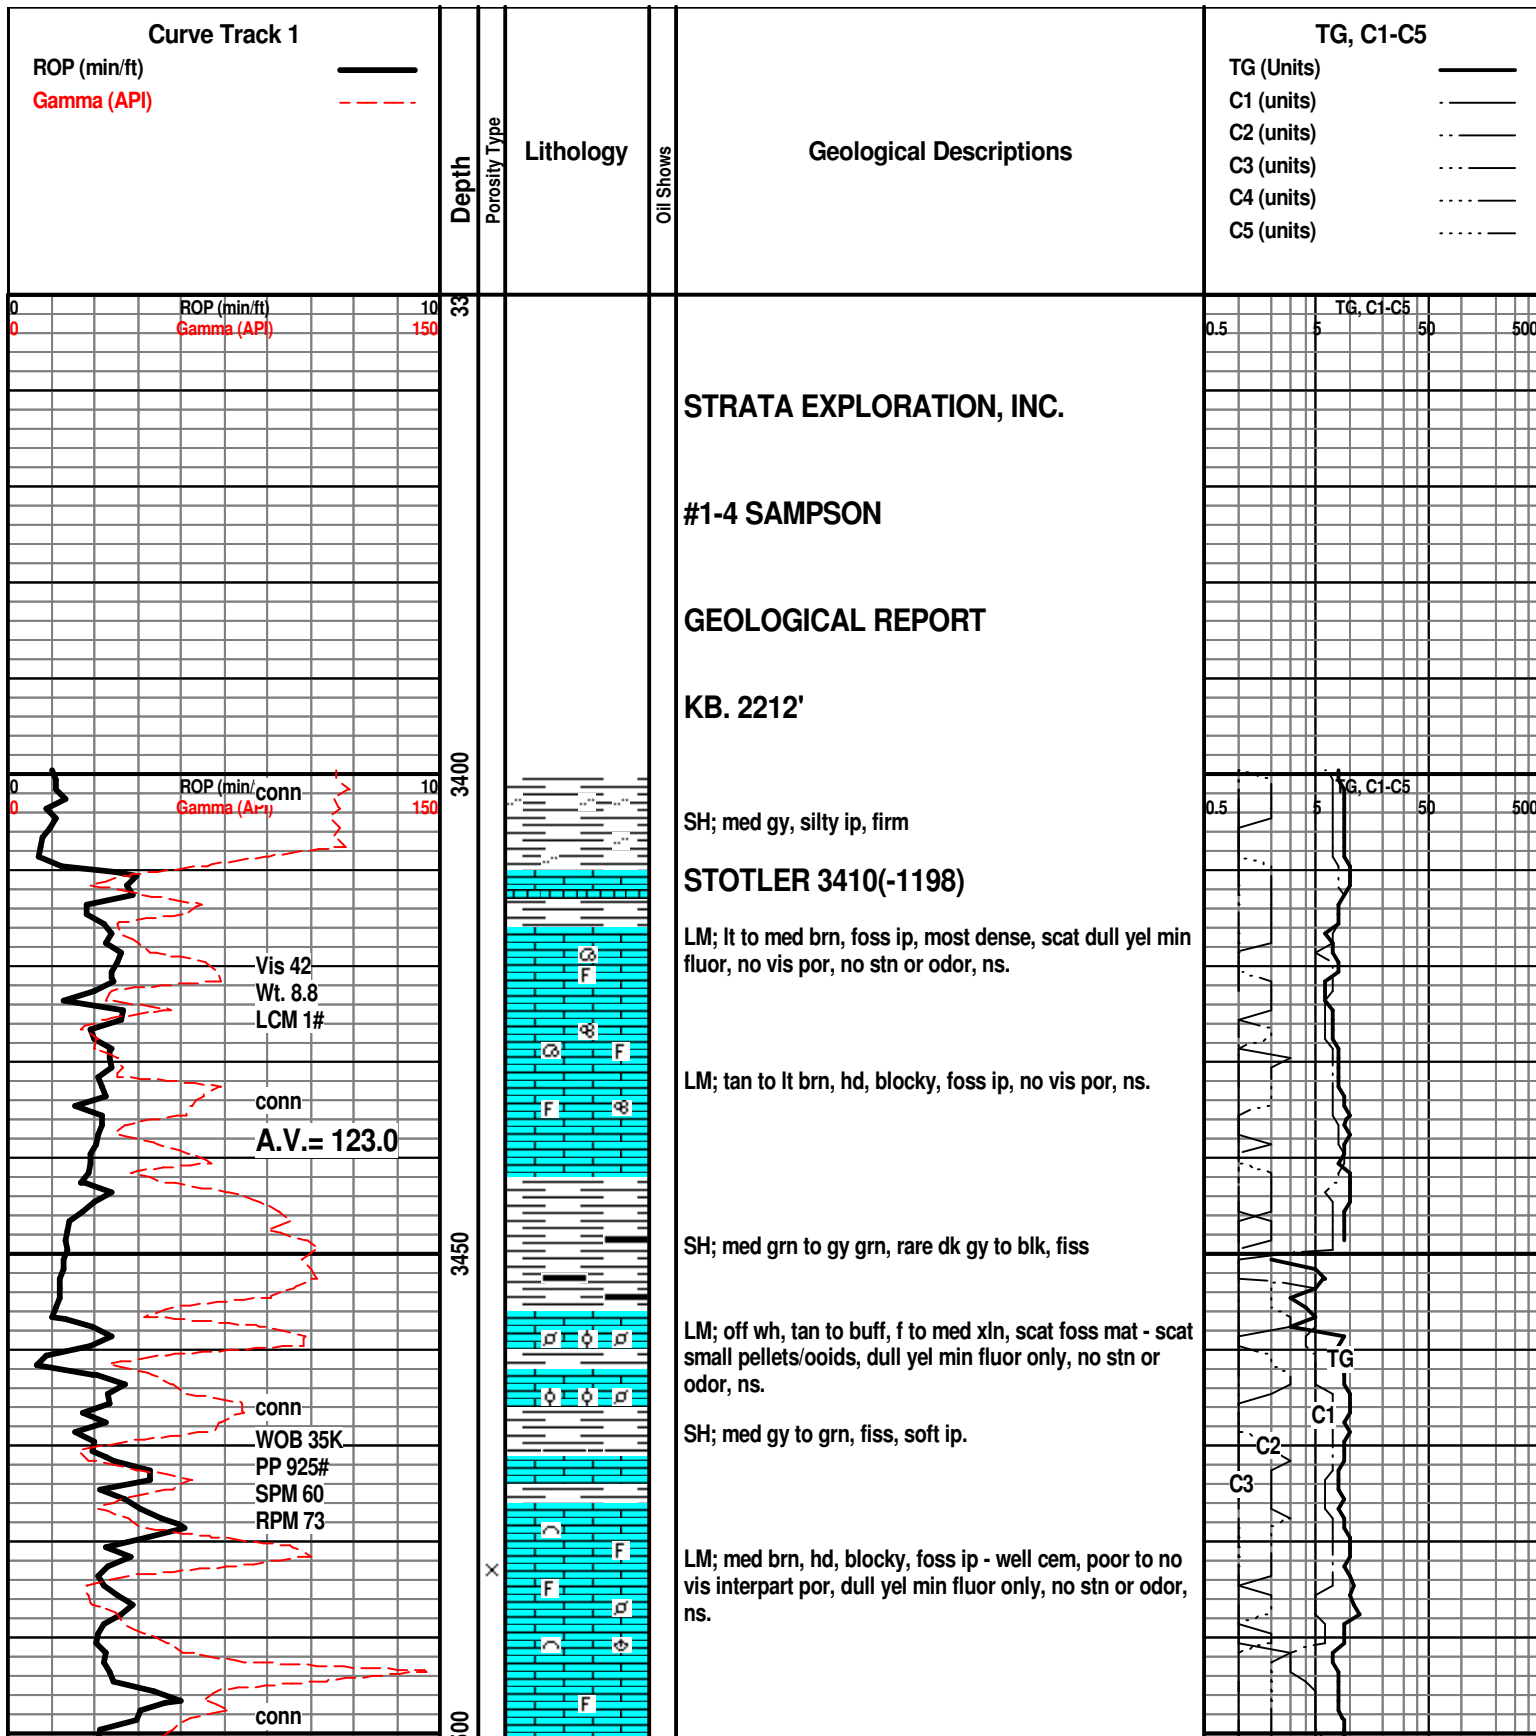 Curve Track 1
ROP (min/ft)
Gamma (API)
Depth
Porosity Type
Lithology
Oil Shows
Geological Descriptions
TG, C1-C5
TG (Units)
C1 (units)
C2 (units)
C3 (units)
C4 (units)
C5 (units)
0 ROP (min/ft) 10
0 Gamma (API) 150
33
TG, C1-C5
0.5 5 50 500
STRATA EXPLORATION, INC.
#1-4 SAMPSON
GEOLOGICAL REPORT
KB. 2212'
3400
0 ROP (min/ 10
conn
0 Gamma (API) 150
TG, C1-C5
0.5 5 50 500
SH; med gy, silty ip, firm
STOTLER 3410(-1198)
LM; lt to med brn, foss ip, most dense, scat dull yel min
fluor, no vis por, no stn or odor, ns.
Vis 42
Wt. 8.8
LCM 1#
F
F
LM; tan to lt brn, hd, blocky, foss ip, no vis por, ns.
conn
F
A.V.= 123.0
3450
SH; med grn to gy grn, rare dk gy to blk, fiss
LM; off wh, tan to buff, f to med xln, scat foss mat - scat
small pellets/ooids, dull yel min fluor only, no stn or
odor, ns.
TG
conn
C1
SH; med gy to grn, fiss, soft ip.
WOB 35K
PP 925#
SPM 60
RPM 73
C2
C3
F
LM; med brn, hd, blocky, foss ip - well cem, poor to no
vis interpart por, dull yel min fluor only, no stn or odor,
ns.
F
F
conn